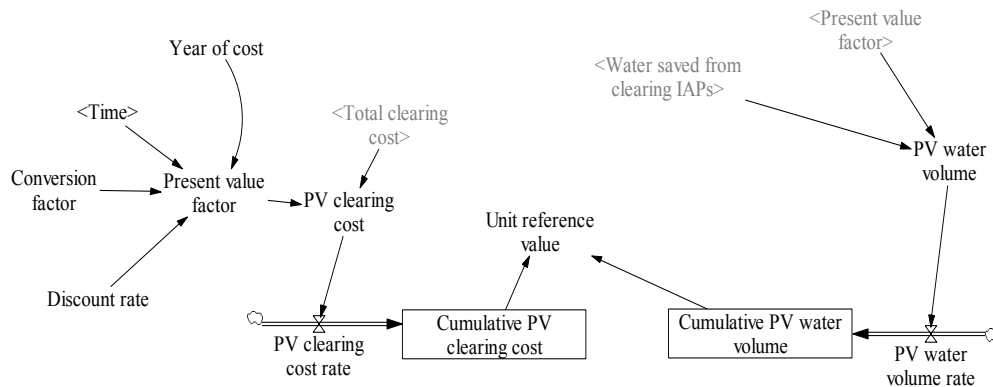 Year of cost
<Time>
Conversion
factor
Present value
factor
Discount rate
<Total clearing
cost>
PV clearing
cost
PV clearing
cost rate
Cumulative PV
clearing cost
Unit reference
value
<Present value
factor>
<Water saved from
clearing IAPs>
PV water
volume
Cumulative PV water
volume
PV water
volume rate